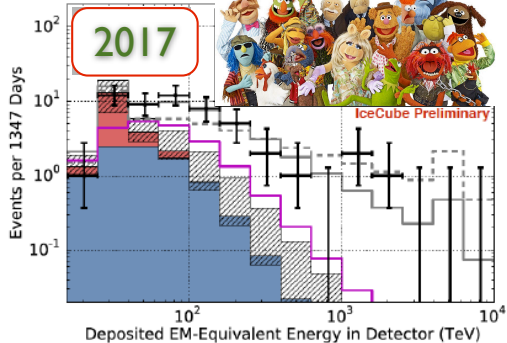 2017
IceCube Preliminary
Events per 1347 Days
10²
10¹
10⁰
10⁻¹
10²
10³
10⁴
Deposited EM-Equivalent Energy in Detector (TeV)